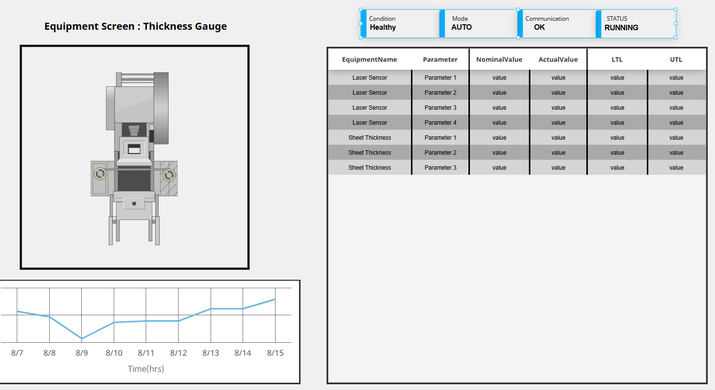 Equipment Screen : Thickness Gauge
Condition Mode Communication STATUS
Healthy AUTO OK RUNNING
EquipmentName Parameter NominalValue ActualValue LTL UTL
Laser Sensor Parameter 1 value value value value
Laser Sensor Parameter 2 value value value value
Laser Sensor Parameter 3 value value value value
Laser Sensor Parameter 4 value value value value
Sheet Thickness Parameter 1 value value value value
Sheet Thickness Parameter 2 value value value value
Sheet Thickness Parameter 3 value value value value
8/7 8/8 8/9 8/10 8/11 8/12 8/13 8/14 8/15
Time(hrs)